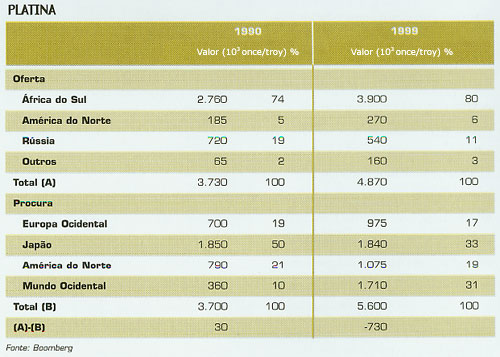 PLATINA
1990 1999
Valor (10³ once/troy) % Valor (10³ once/troy) %
Oferta
África do Sul 2.760 74 3.900 80
América do Norte 185 5 270 6
Rússia 720 19 540 11
Outros 65 2 160 3
Total (A) 3.730 100 4.870 100
Procura
Europa Ocidental 700 19 975 17
Japão 1.850 50 1.840 33
América do Norte 790 21 1.075 19
Mundo Ocidental 360 10 1.710 31
Total (B) 3.700 100 5.600 100
(A)-(B) 30 -730
Fonte: Boomberg